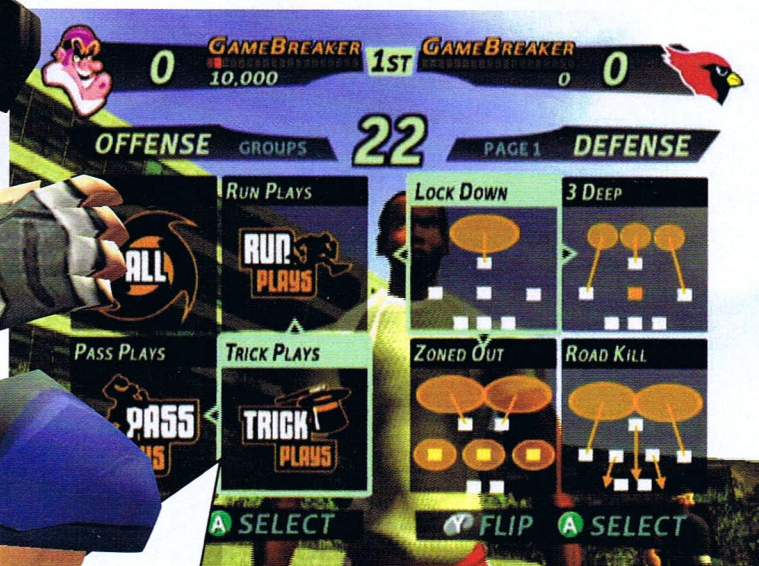 0 GAMEBREAKER 1ST GAMEBREAKER 0
10,000 0
OFFENSE GROUPS 22 PAGE 1 DEFENSE
RUN PLAYS LOCK DOWN 3 DEEP
ALL RUN PLAYS
PASS PLAYS TRICK PLAYS ZONED OUT ROAD KILL
PASS TRICK PLAYS
A SELECT Y FLIP A SELECT